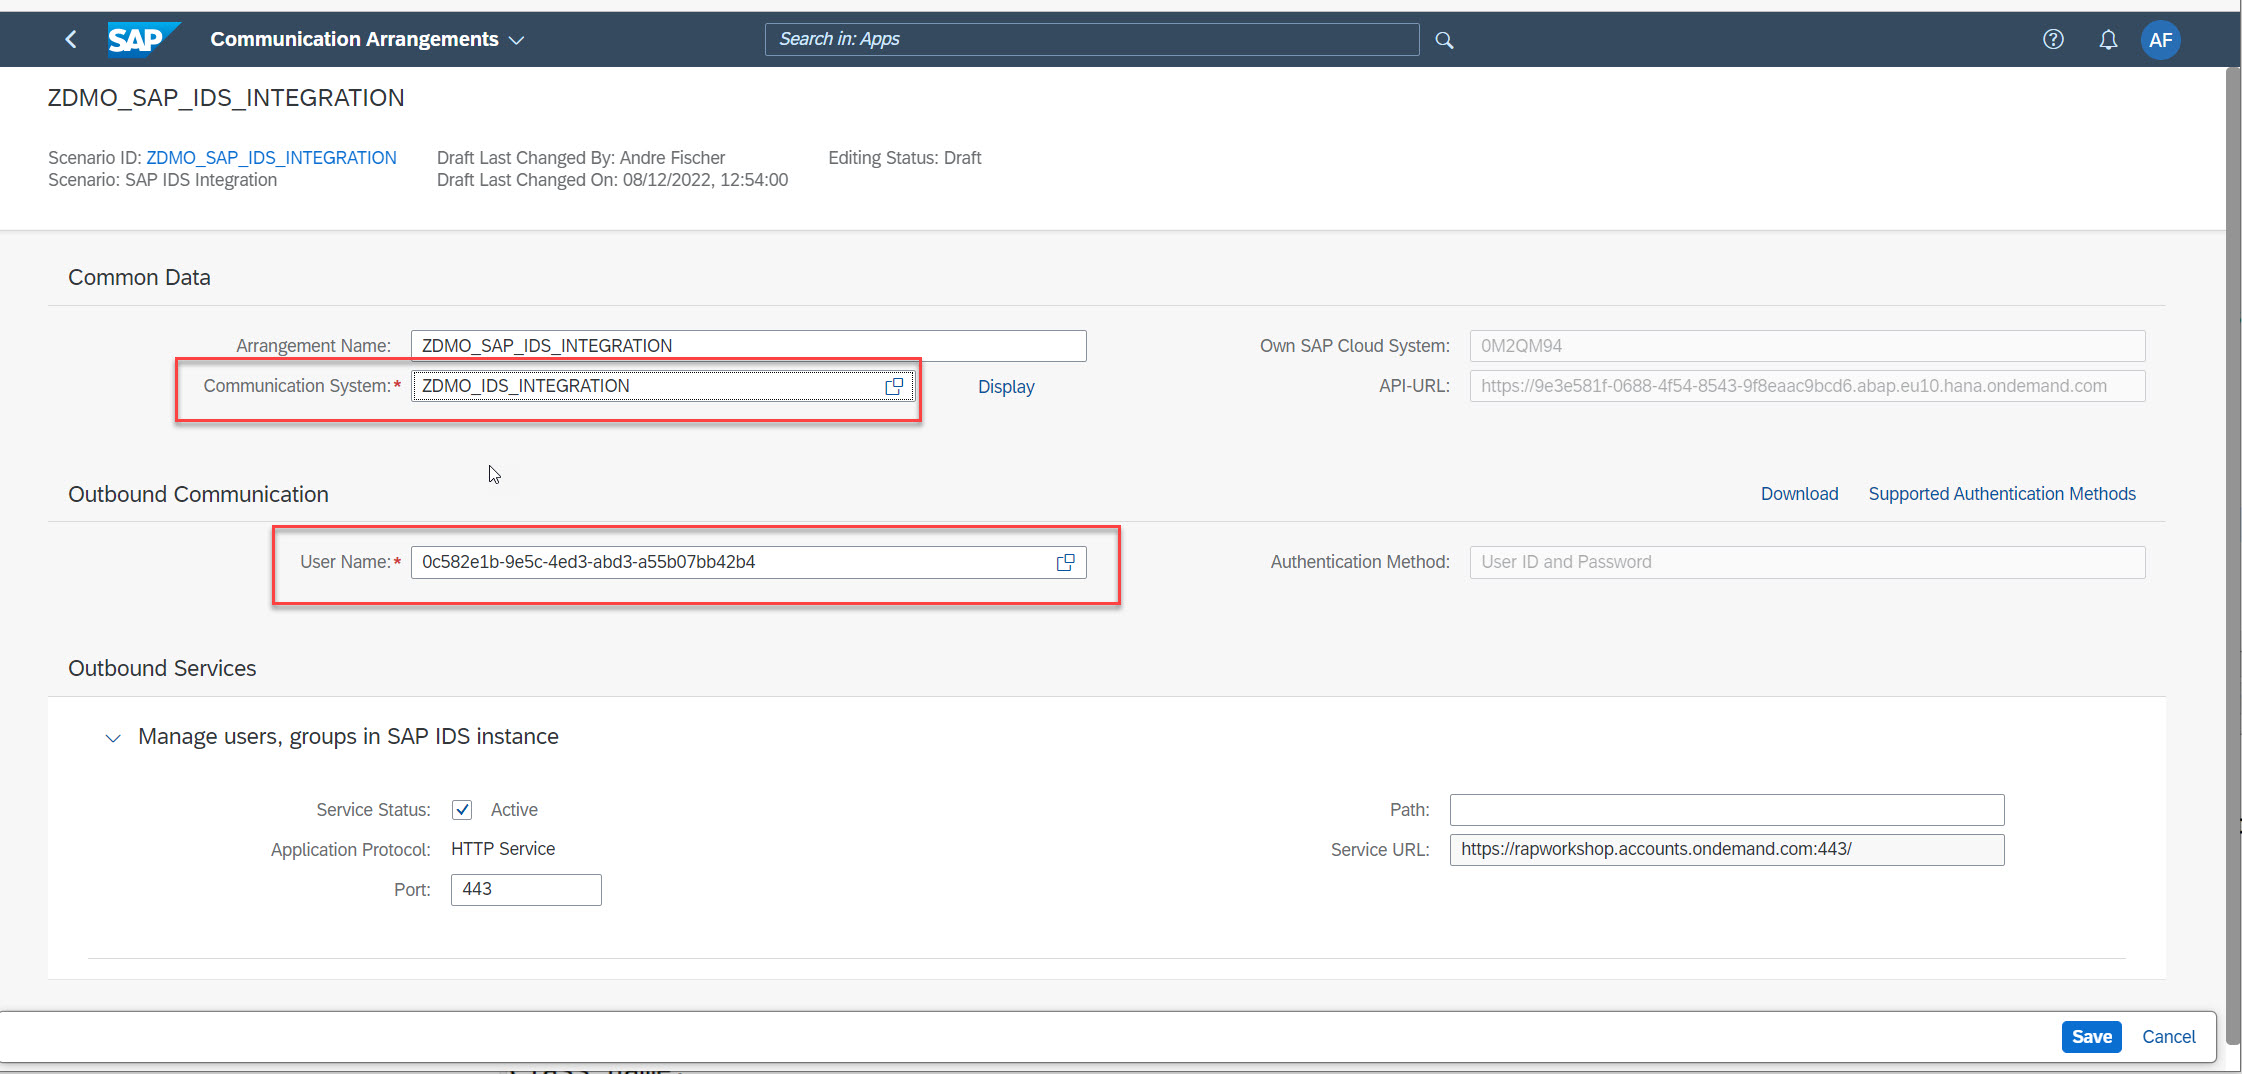 SAP Communication Arrangements Search in: Apps AF
ZDMO_SAP_IDS_INTEGRATION
Scenario ID: ZDMO_SAP_IDS_INTEGRATION Draft Last Changed By: Andre Fischer Editing Status: Draft
Scenario: SAP IDS Integration Draft Last Changed On: 08/12/2022, 12:54:00
Common Data
Arrangement Name: ZDMO_SAP_IDS_INTEGRATION Own SAP Cloud System: 0M2QM94
Communication System:* ZDMO_IDS_INTEGRATION Display API-URL: https://9e3e581f-0688-4f54-8543-9f8eaac9bcd6.abap.eu10.hana.ondemand.com
Outbound Communication Download Supported Authentication Methods
User Name:* 0c582e1b-9e5c-4ed3-abd3-a55b07bb42b4 Authentication Method: User ID and Password
Outbound Services
Manage users, groups in SAP IDS instance
Service Status: Active Path:
Application Protocol: HTTP Service Service URL: https://rapworkshop.accounts.ondemand.com:443/
Port: 443
Save Cancel